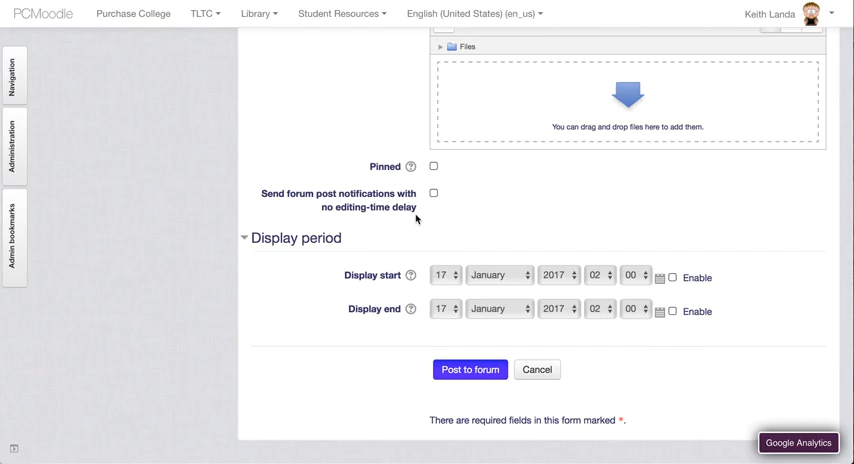 PCMoodle Purchase College TLTC Library Student Resources English (United States) (en_us) Keith Landa
Navigation
Administration
Admin bookmarks
Files
You can drag and drop files here to add them.
Pinned
Send forum post notifications with
no editing-time delay
Display period
Display start 17 January 2017 02 00 Enable
Display end 17 January 2017 02 00 Enable
Post to forum Cancel
There are required fields in this form marked *.
Google Analytics